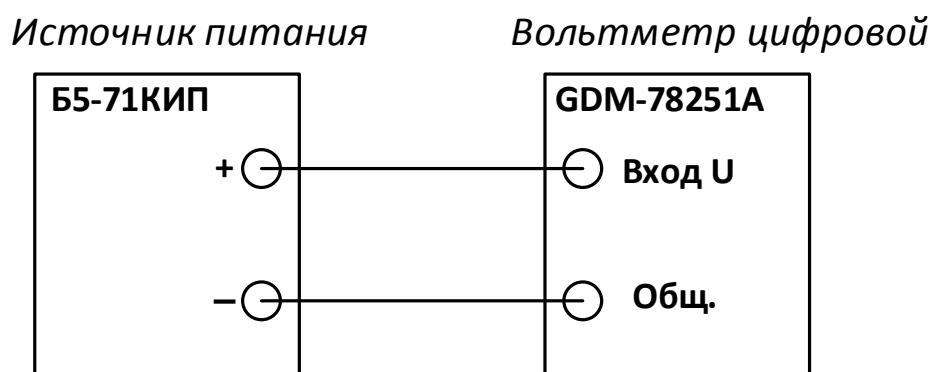 Источник питания
Вольтметр цифровой
Б5-71КИП
GDM-78251A
+
Вход U
–
Общ.